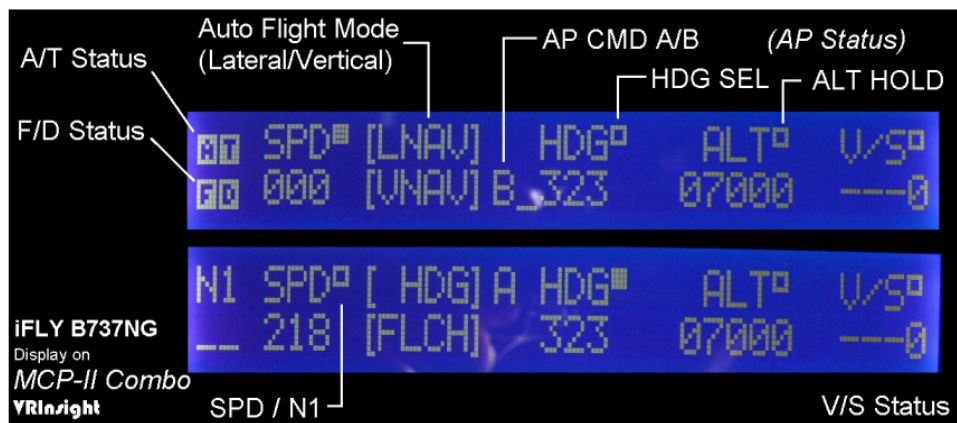 Auto Flight Mode
(Lateral/Vertical)
AP CMD A/B
(AP Status)
A/T Status
HDG SEL
ALT HOLD
F/D Status
AT SPD [LNAV] HDG ALT V/S
FD 000 [VNAV] B_323 07000 ---0
N1 SPD [ HDG] A HDG ALT V/S
__ 218 [FLCH] 323 07000 ---0
iFLY B737NG
Display on
MCP-II Combo
VRInsight
SPD / N1
V/S Status